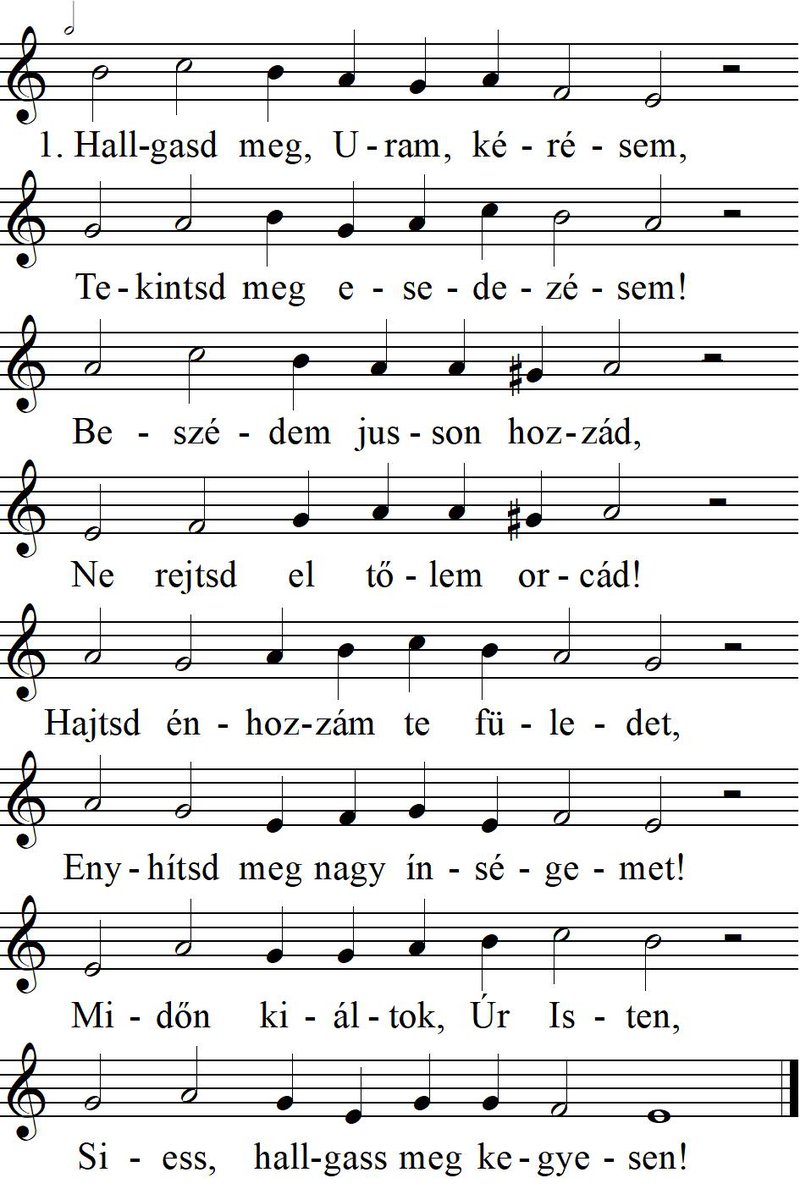 1. Hall-gasd meg, U - ram, ké - ré - sem,
Te - kintsd meg e - se - de - zé - sem!
Be - szé - dem jus - son hoz-zád,
Ne rejtsd el tő - lem or - cád!
Hajtsd én - hoz-zám te fü - le - det,
Eny - hítsd meg nagy ín - sé - ge - met!
Mi - dőn ki - ál - tok, Úr Is - ten,
Si - ess, hall-gass meg ke - gye - sen!